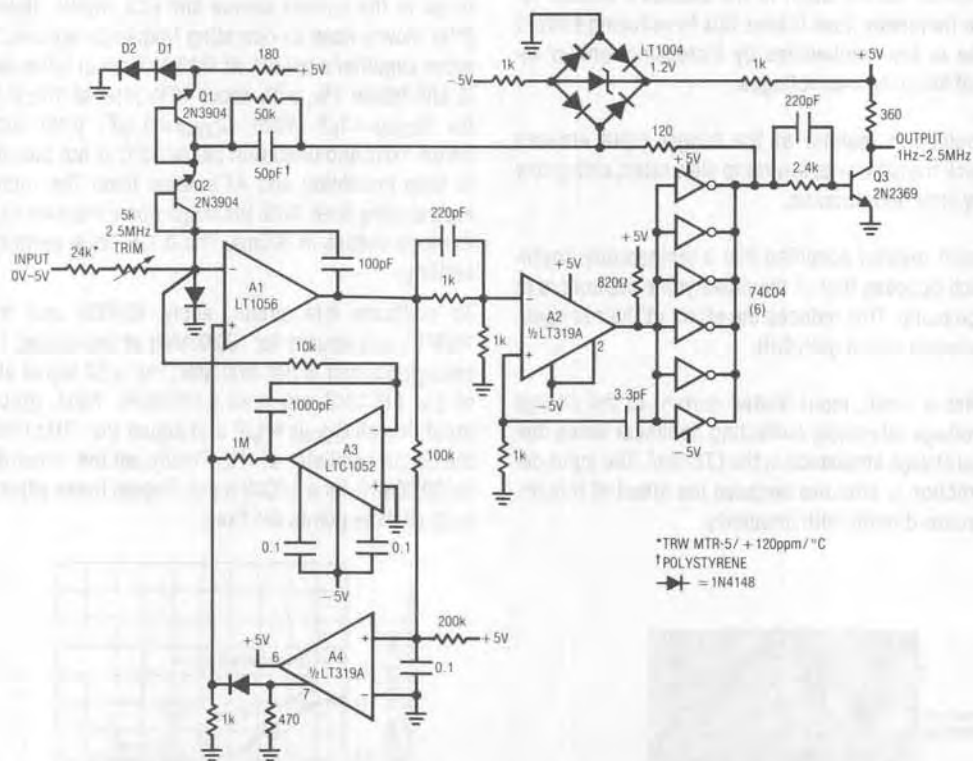 D2 D1
180
+5V
Q1
2N3904
50k
50pF†
Q2
2N3904
-5V
1k
LT1004
1.2V
1k
+5V
360
220pF
OUTPUT
1Hz–2.5MHz
Q3
2N2369
120
+5V
5k
2.5MHz
TRIM
INPUT
0V–5V
24k*
220pF
100pF
−
+
A1
LT1056
1k
1k
+5V
−
+
A2
½LT319A
1
2
-5V
+5V
820Ω
74C04
(6)
3.3pF
-5V
1k
10k
1000pF
1M
A3
LTC1052
100k
0.1
0.1
-5V
*TRW MTR-5/ +120ppm/°C
†POLYSTYRENE
=1N4148
+5V
6
A4
½LT319A
7
+
−
200k
+5V
0.1
1k
470